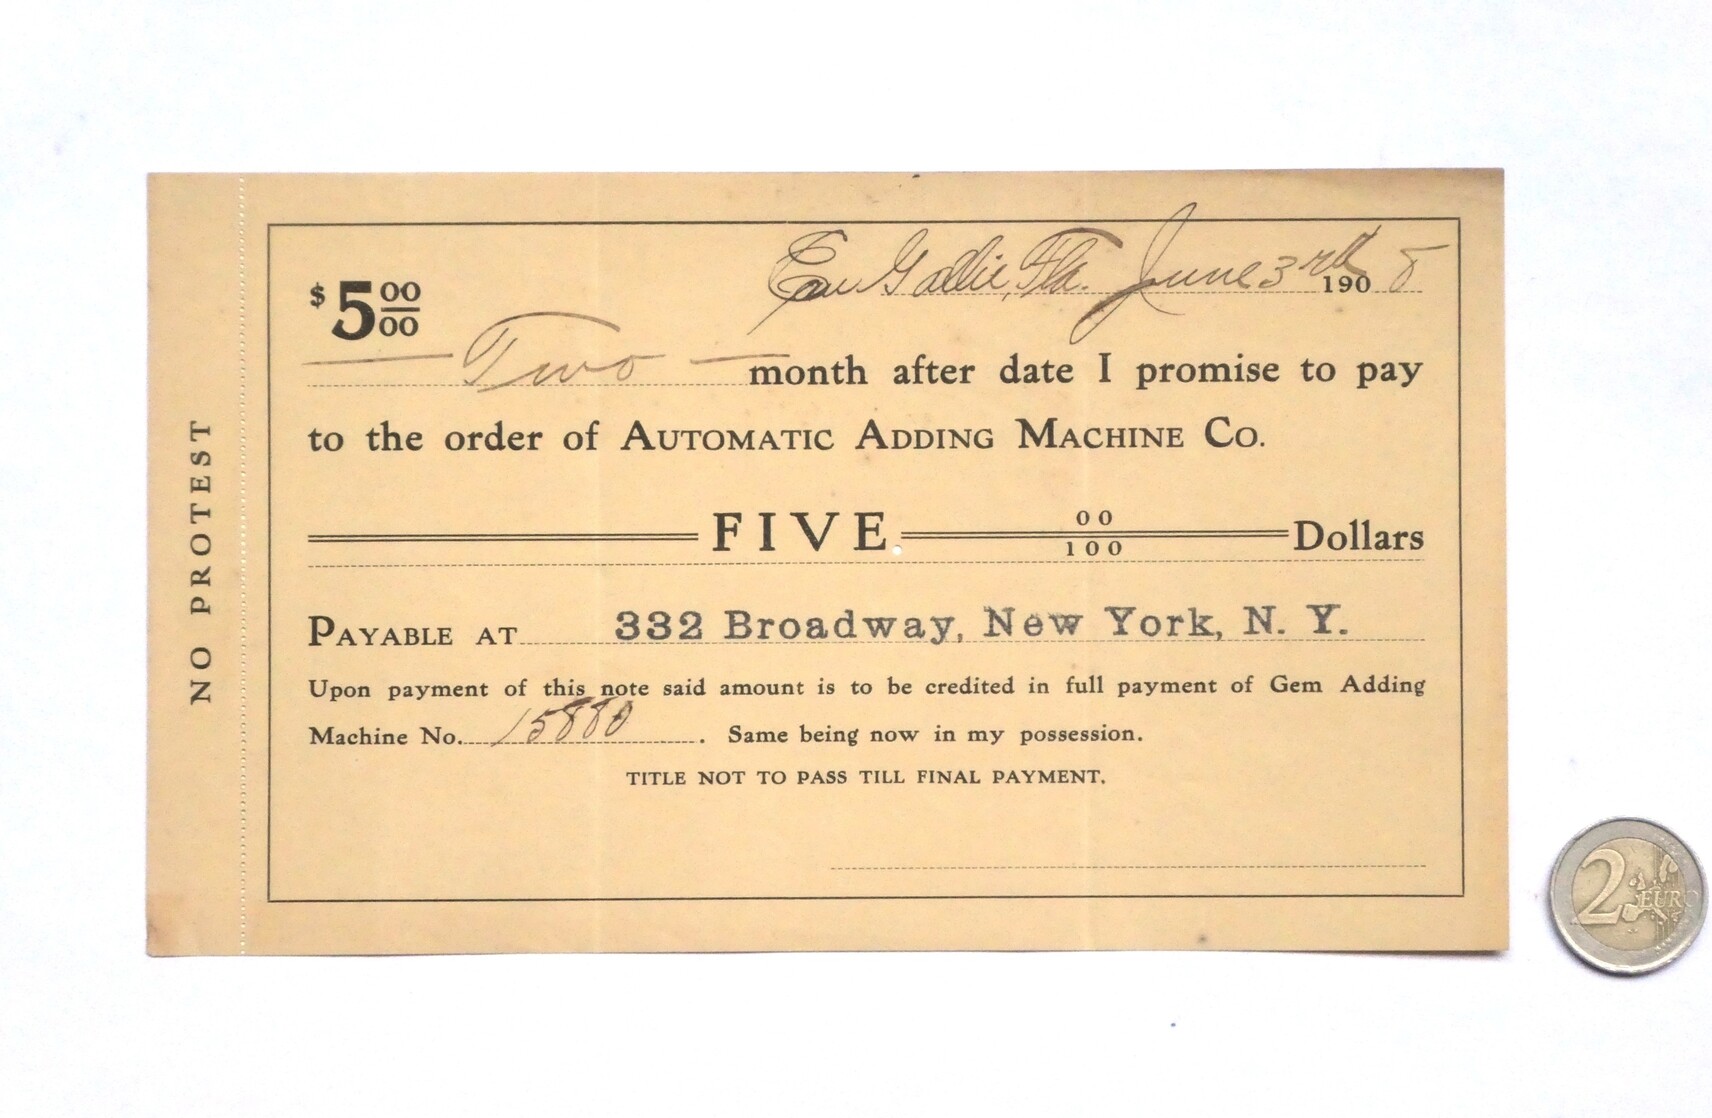 NO PROTEST
Eau Gallie, Fla. June 3rd 1908
$5 00/00
Two month after date I promise to pay
to the order of AUTOMATIC ADDING MACHINE CO.
FIVE 00/100 Dollars
PAYABLE AT 332 Broadway, New York, N. Y.
Upon payment of this note said amount is to be credited in full payment of Gem Adding
Machine No. 15880. Same being now in my possession.
TITLE NOT TO PASS TILL FINAL PAYMENT.
2 EURO